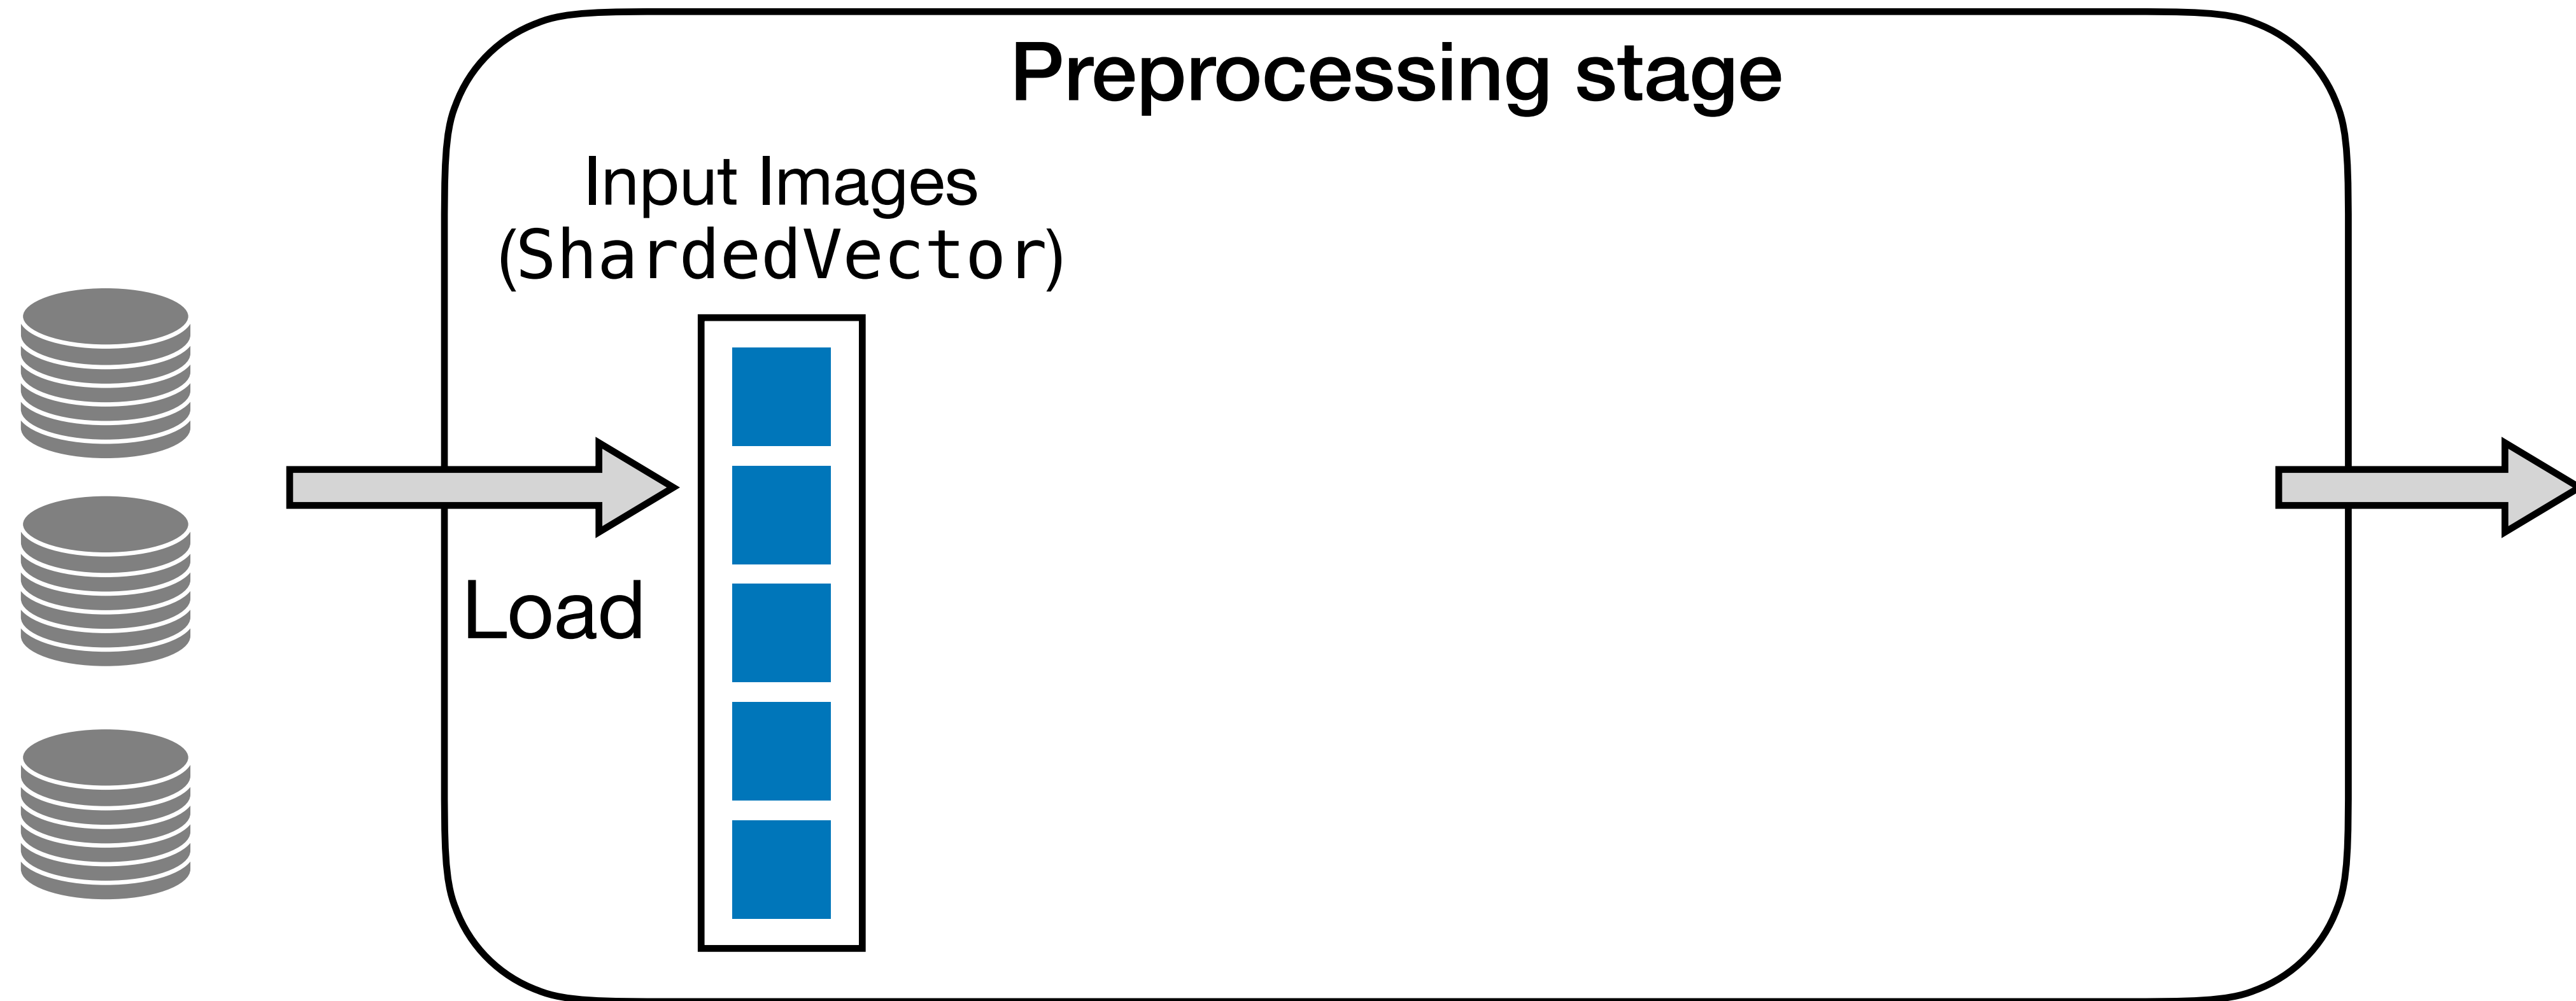 Preprocessing stage
Input Images
(ShardedVector)
Load